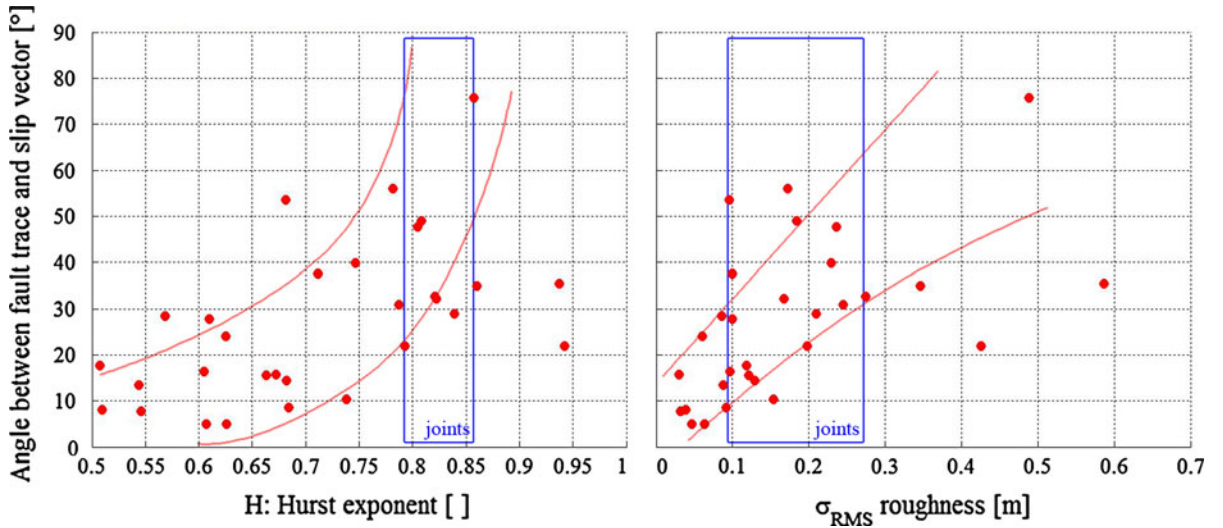 Angle between fault trace and slip vector [°]
90
80
70
60
50
40
30
20
10
0
joints
0.5 0.55 0.6 0.65 0.7 0.75 0.8 0.85 0.9 0.95 1
H: Hurst exponent [ ]
joints
0 0.1 0.2 0.3 0.4 0.5 0.6 0.7
σRMS roughness [m]